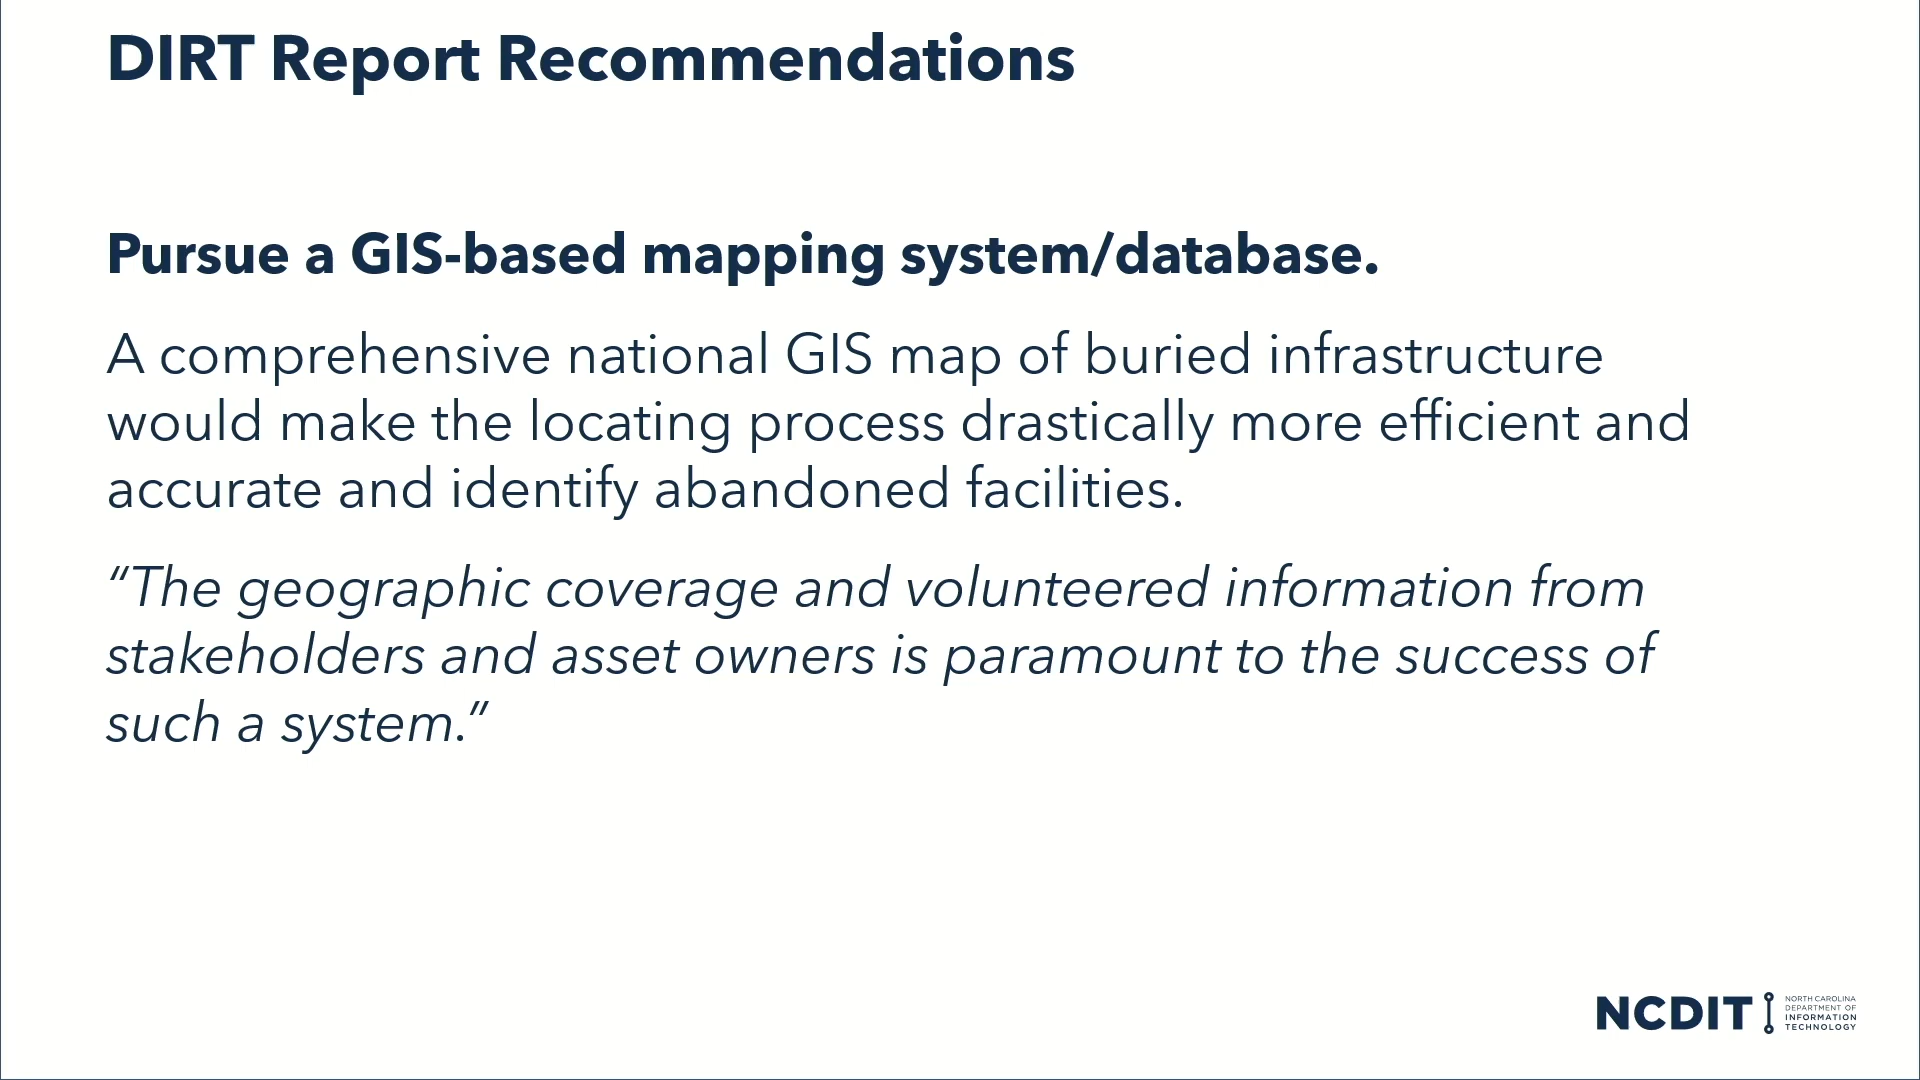 DIRT Report Recommendations
Pursue a GIS-based mapping system/database.
A comprehensive national GIS map of buried infrastructure
would make the locating process drastically more efficient and
accurate and identify abandoned facilities.
“The geographic coverage and volunteered information from
stakeholders and asset owners is paramount to the success of
such a system.”
NCDIT
NORTH CAROLINA
DEPARTMENT OF
INFORMATION
TECHNOLOGY